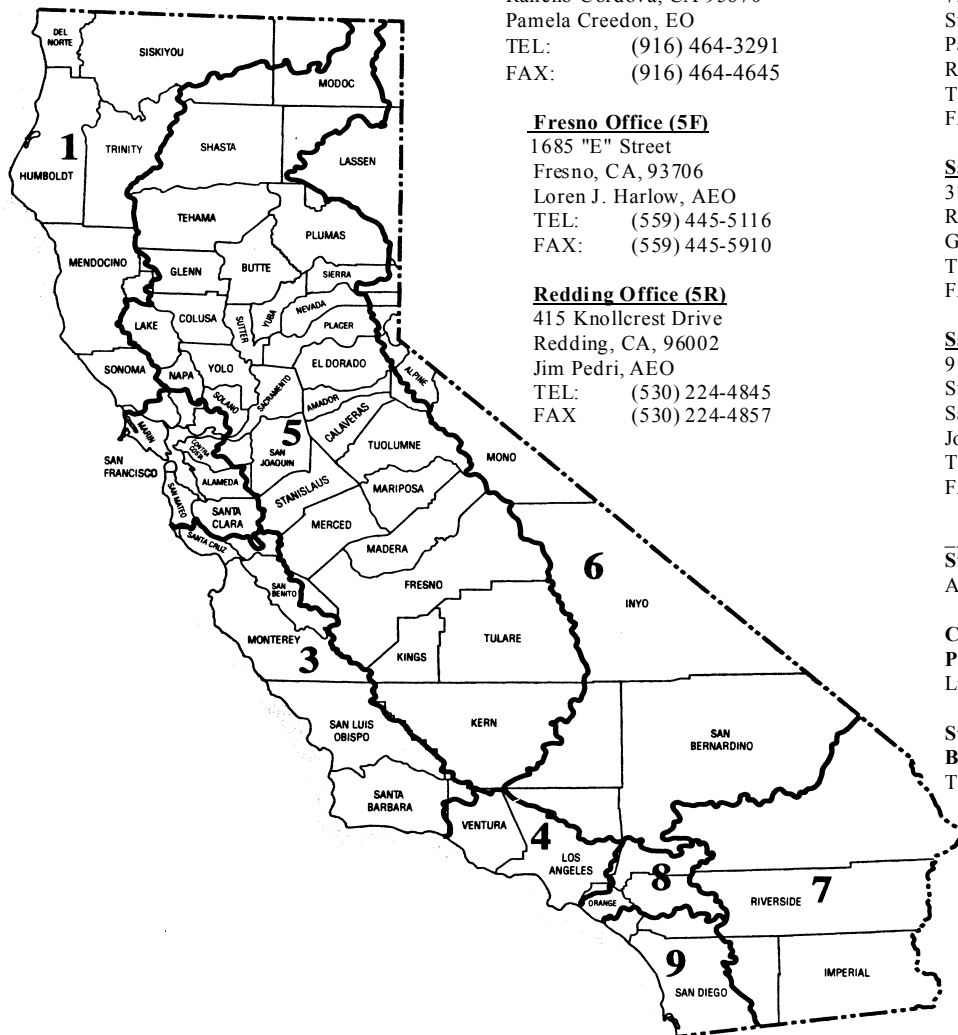 Rancho Cordova, CA 95670
Pamela Creedon, EO
TEL: (916) 464-3291
FAX: (916) 464-4645
Fresno Office (5F)
1685 "E" Street
Fresno, CA, 93706
Loren J. Harlow, AEO
TEL: (559) 445-5116
FAX: (559) 445-5910
Redding Office (5R)
415 Knollcrest Drive
Redding, CA, 96002
Jim Pedri, AEO
TEL: (530) 224-4845
FAX (530) 224-4857
DEL NORTE
SISKIYOU
MODOC
1
HUMBOLDT
TRINITY
SHASTA
LASSEN
TEHAMA
PLUMAS
MENDOCINO
GLENN
BUTTE
SIERRA
LAKE
COLUSA
SUTTER
YUBA
NEVADA
PLACER
SONOMA
NAPA
YOLO
EL DORADO
ALPINE
SOLANO
SACRAMENTO
AMADOR
CALAVERAS
MARIN
SAN FRANCISCO
CONTRA COSTA
5
SAN JOAQUIN
TUOLUMNE
MONO
ALAMEDA
STANISLAUS
MARIPOSA
SAN MATEO
SANTA CLARA
MERCED
SANTA CRUZ
MADERA
6
SAN BENITO
FRESNO
INYO
MONTEREY
3
KINGS
TULARE
SAN LUIS OBISPO
KERN
SAN BERNARDINO
SANTA BARBARA
VENTURA
4
LOS ANGELES
8
ORANGE
RIVERSIDE
7
9
SAN DIEGO
IMPERIAL